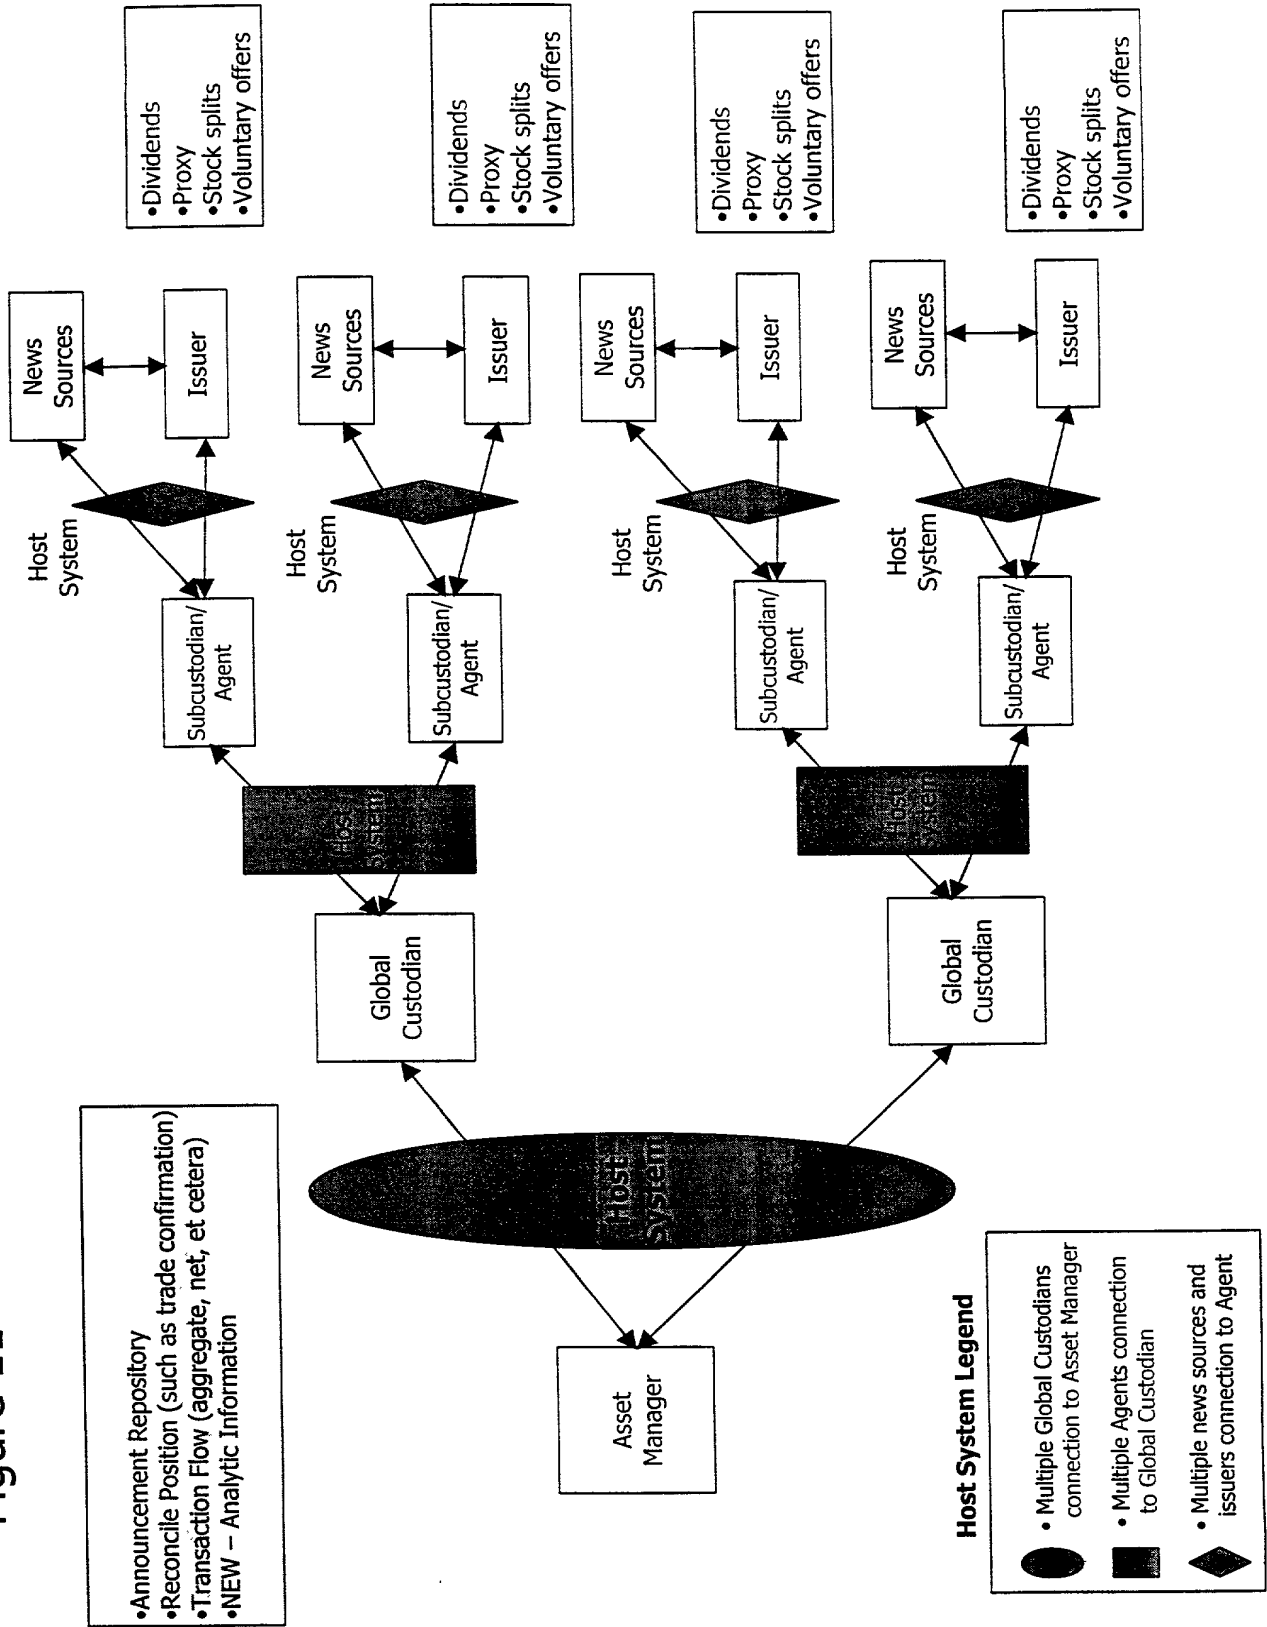 Figure
•Announcement Repository
•Reconcile Position (such as trade confirmation)
•Transaction Flow (aggregate, net, et cetera)
•NEW – Analytic Information
Asset
Manager
Host
System
Global
Custodian
Host
System
Subcustodian/
Agent
Host
System
News
Sources
Issuer
•Dividends
•Proxy
•Stock splits
•Voluntary offers
Subcustodian/
Agent
Host
System
News
Sources
Issuer
•Dividends
•Proxy
•Stock splits
•Voluntary offers
Global
Custodian
Host
System
Subcustodian/
Agent
Host
System
News
Sources
Issuer
•Dividends
•Proxy
•Stock splits
•Voluntary offers
Subcustodian/
Agent
Host
System
News
Sources
Issuer
•Dividends
•Proxy
•Stock splits
•Voluntary offers
Host System Legend
• Multiple Global Custodians
connection to Asset Manager
• Multiple Agents connection
to Global Custodian
• Multiple news sources and
issuers connection to Agent